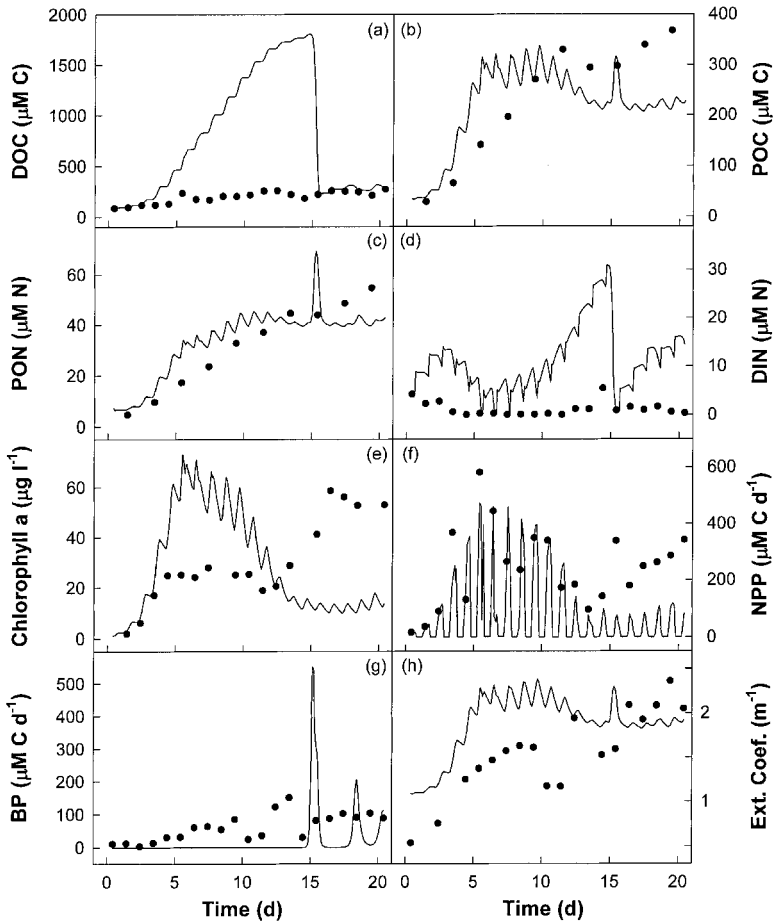 (a)
2000
1500
1000
500
0
DOC (μM C)
(b)
400
300
200
100
0
POC (μM C)
(c)
60
40
20
0
PON (μM N)
(d)
30
20
10
0
DIN (μM N)
(e)
60
40
20
0
Chlorophyll a (μg l⁻¹)
(f)
600
400
200
0
NPP (μM C d⁻¹)
(g)
500
400
300
200
100
0
BP (μM C d⁻¹)
(h)
2
1
Ext. Coef. (m⁻¹)
0 5 10 15 20
0 5 10 15 20
Time (d)
Time (d)